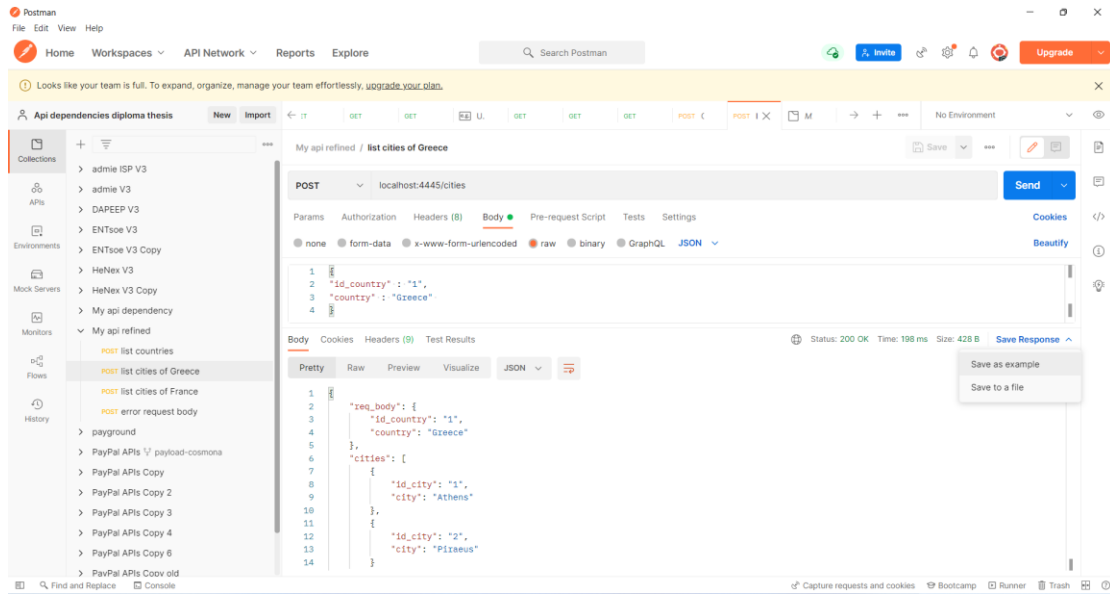 Postman
File Edit View Help
Home Workspaces API Network Reports Explore Search Postman Invite Upgrade
Looks like your team is full. To expand, organize, manage your team effortlessly, upgrade your plan.
Api dependencies diploma thesis New Import GET GET U. GET GET GET POST ( POST M No Environment
Collections
APIs
Environments
Mock Servers
Monitors
Flows
History
admie ISP V3
admie V3
DAPEEP V3
ENTsoe V3
ENTsoe V3 Copy
HeNex V3
HeNex V3 Copy
My api dependency
My api refined
POST list countries
POST list cities of Greece
POST list cities of France
POST error request body
payground
PayPal APIs payload-cosmona
PayPal APIs Copy
PayPal APIs Copy 2
PayPal APIs Copy 3
PayPal APIs Copy 4
PayPal APIs Copy 6
PayPal APIs Copy old
My api refined / list cities of Greece Save
POST localhost:4445/cities Send
Params Authorization Headers (8) Body Pre-request Script Tests Settings Cookies
none form-data x-www-form-urlencoded raw binary GraphQL JSON Beautify
1 {
2 "id_country" : "1",
3 "country" : "Greece"
4 }
Body Cookies Headers (9) Test Results Status: 200 OK Time: 198 ms Size: 428 B Save Response
Save as example
Save to a file
Pretty Raw Preview Visualize JSON
1 {
2 "req_body": {
3 "id_country": "1",
4 "country": "Greece"
5 },
6 "cities": [
7 {
8 "id_city": "1",
9 "city": "Athens"
10 },
11 {
12 "id_city": "2",
13 "city": "Piraeus"
14 }
Find and Replace Console Capture requests and cookies Bootcamp Runner Trash